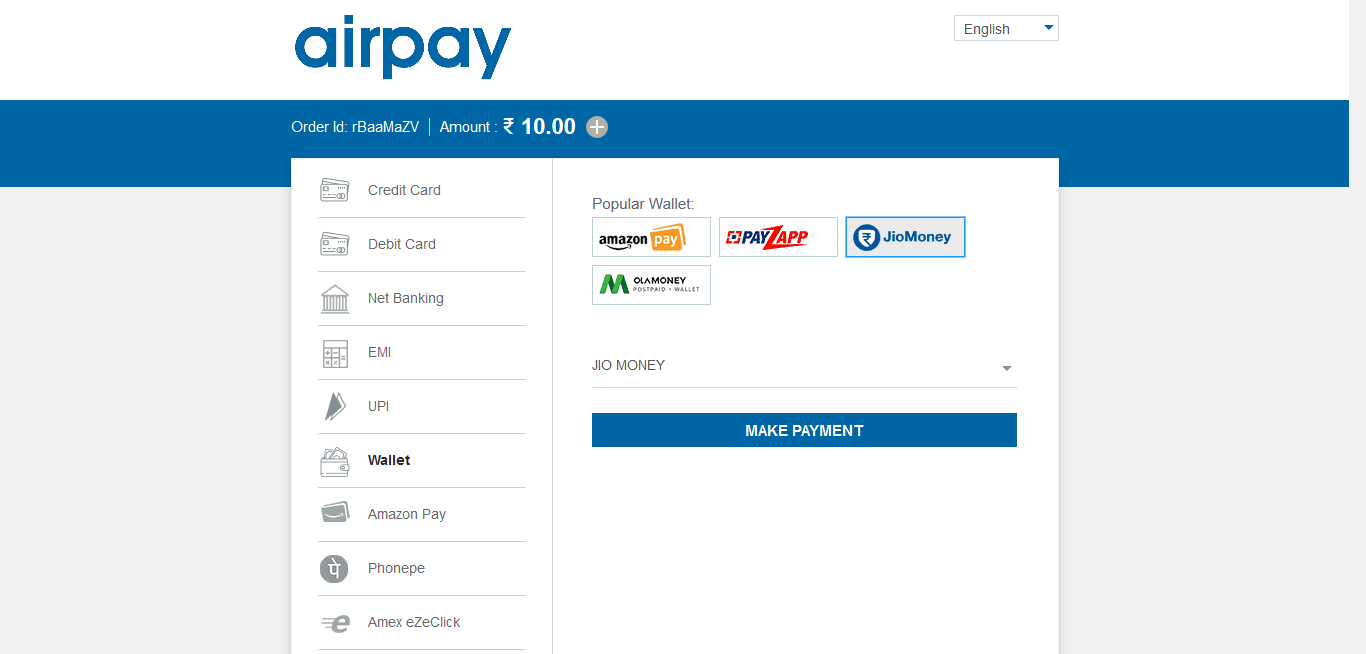 airpay
English
Order Id: rBaaMaZV
Amount : ₹ 10.00
Credit Card
Debit Card
Net Banking
EMI
UPI
Wallet
Amazon Pay
पे
Phonepe
e
Amex eZeClick
Popular Wallet:
amazon pay
PAYZAPP
₹ JioMoney
OLAMONEY
POSTPAID + WALLET
JIO MONEY
MAKE PAYMENT